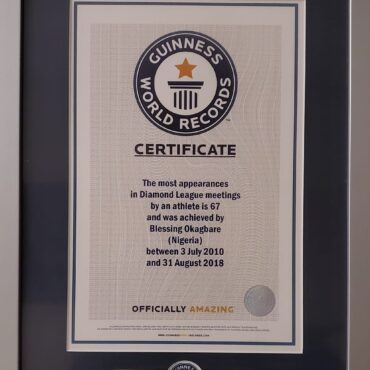 GUINNESS
WORLD RECORDS
CERTIFICATE
The most appearances
in Diamond League meetings
by an athlete is 67
and was achieved by
Blessing Okagbare
(Nigeria)
between 3 July 2010
and 31 August 2018
OFFICIALLY AMAZING